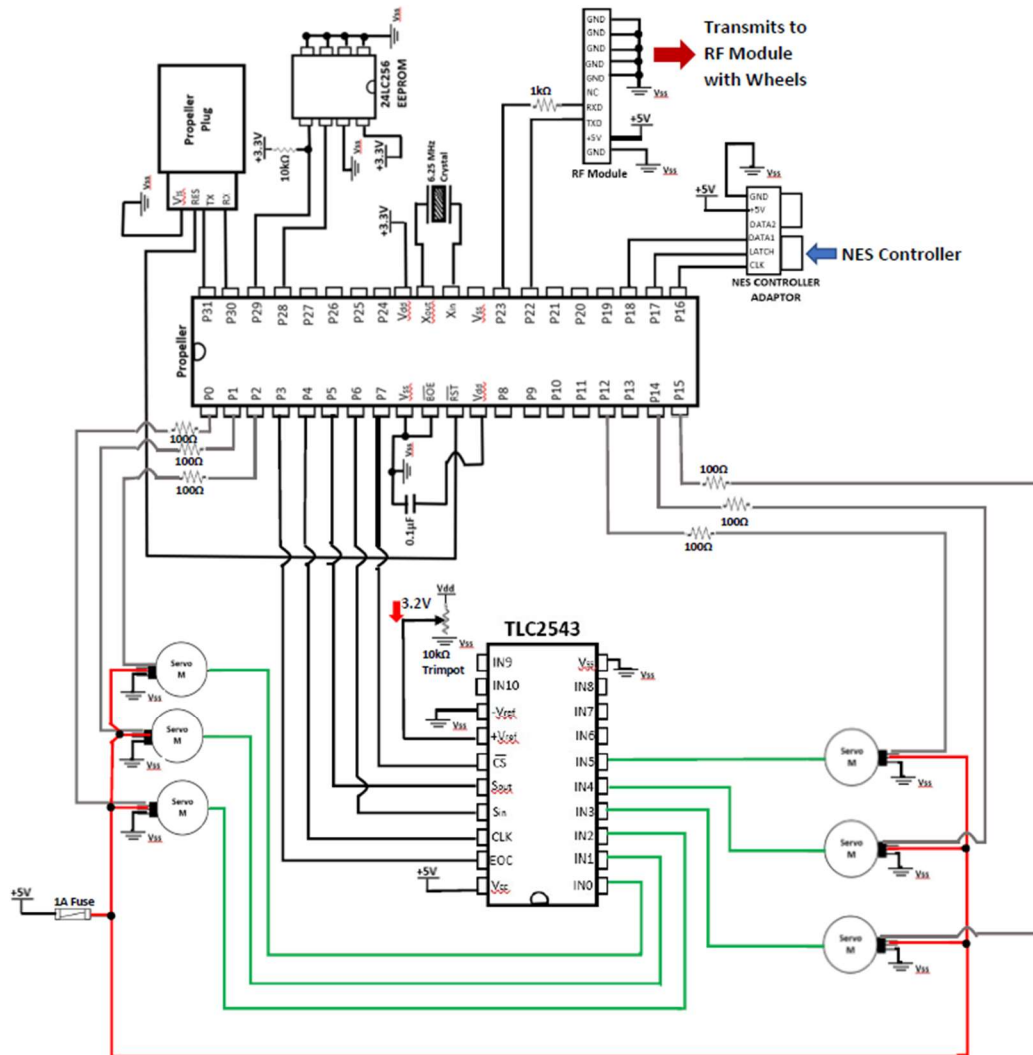 Propeller
Plug
Vss
RES
TX
RX
Vss
Vss
24LC256
EEPROM
+3.3V
10kΩ
Vss
+3.3V
+3.3V
6.25 MHz
Crystal
GND
GND
GND
GND
GND
NC
RXD
TXD
+5V
GND
RF Module
Vss
1kΩ
+5V
Vss
Transmits to
RF Module
with Wheels
Vss
+5V
GND
+5V
DATA2
DATA1
LATCH
CLK
NES CONTROLLER
ADAPTOR
NES Controller
P31
P30
P29
P28
P27
P26
P25
P24
Vdd
Xout
Xin
Vss
P23
P22
P21
P20
P19
P18
P17
P16
Propeller
P0
P1
P2
P3
P4
P5
P6
P7
Vss
BOE
RST
Vdd
P8
P9
P10
P11
P12
P13
P14
P15
100Ω
100Ω
100Ω
Vss
0.1µF
100Ω
100Ω
100Ω
3.2V
Vdd
Vss
10kΩ
Trimpot
TLC2543
IN9
IN10
-Vref
+Vref
CS
Sout
Sin
CLK
EOC
Vcc
Vss
IN8
IN7
IN6
IN5
IN4
IN3
IN2
IN1
IN0
Vss
Vss
+5V
Servo
M
Vss
Servo
M
Vss
Servo
M
Vss
Servo
M
Vss
Servo
M
Vss
Servo
M
Vss
+5V
1A Fuse